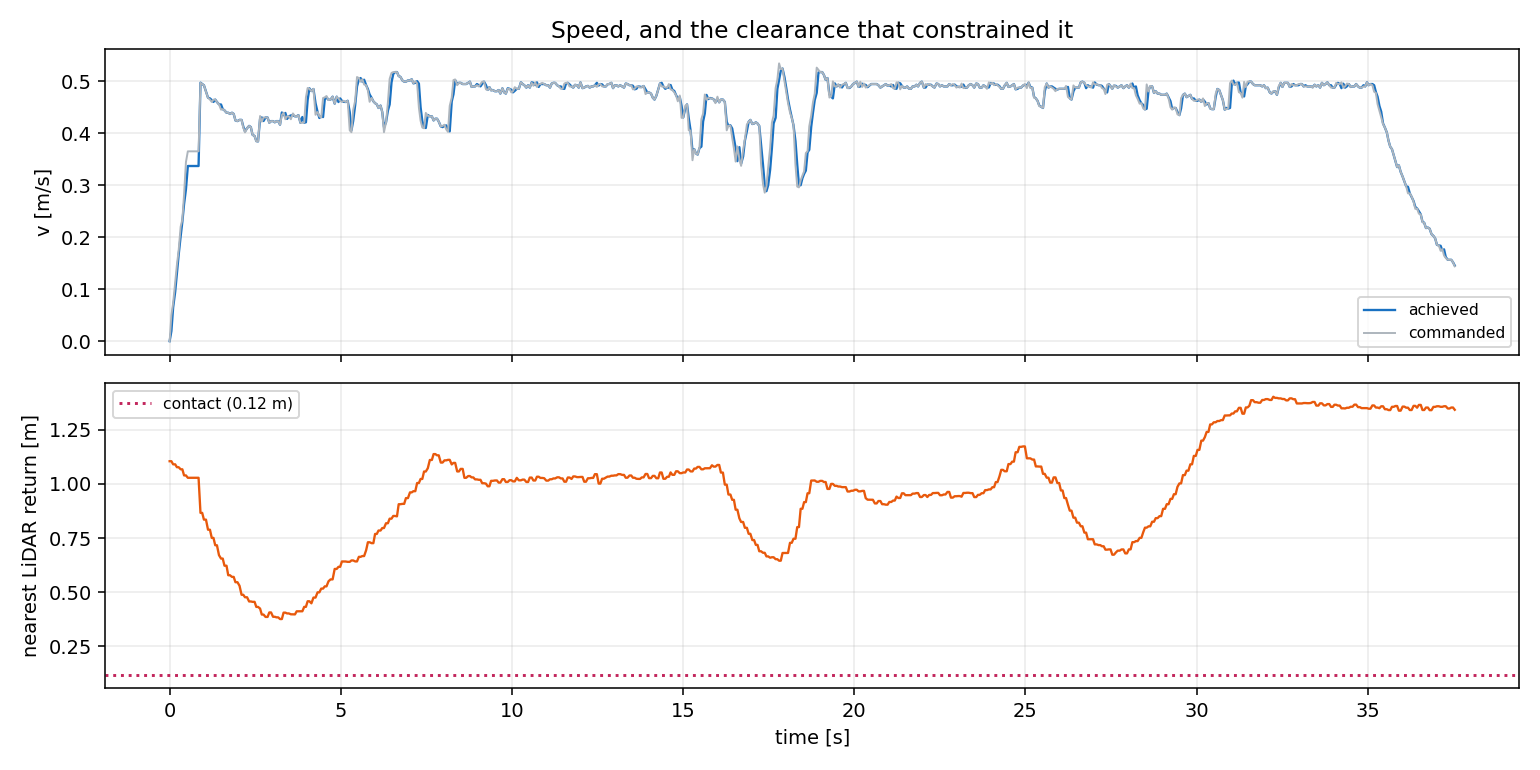 Speed, and the clearance that constrained it
v [m/s]
0.5
0.4
0.3
0.2
0.1
0.0
achieved
commanded
nearest LiDAR return [m]
contact (0.12 m)
1.25
1.00
0.75
0.50
0.25
0 5 10 15 20 25 30 35
time [s]